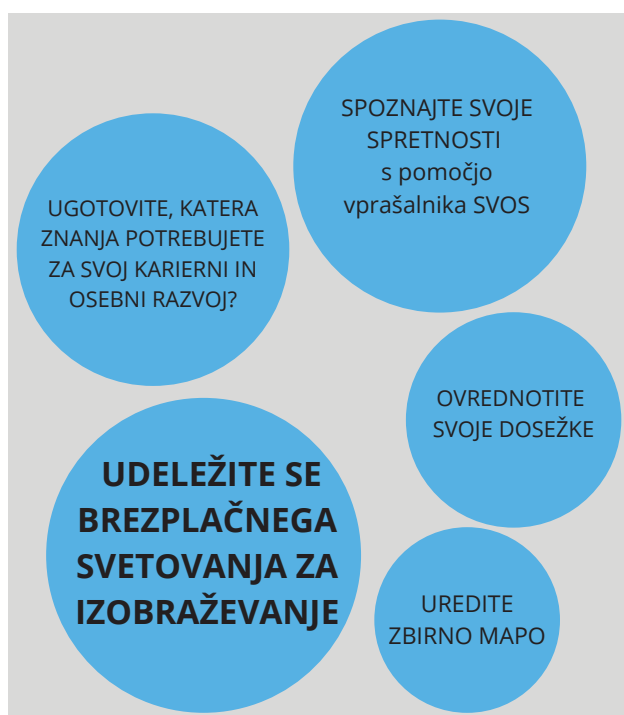 SPOZNAJTE SVOJE
SPRETNOSTI
s pomočjo
vprašalnika SVOS
UGOTOVITE, KATERA
ZNANJA POTREBUJETE
ZA SVOJ KARIERNI IN
OSEBNI RAZVOJ?
OVREDNOTITE
SVOJE DOSEŽKE
UDELEŽITE SE
BREZPLAČNEGA
SVETOVANJA ZA
IZOBRAŽEVANJE
UREDITE
ZBIRNO MAPO